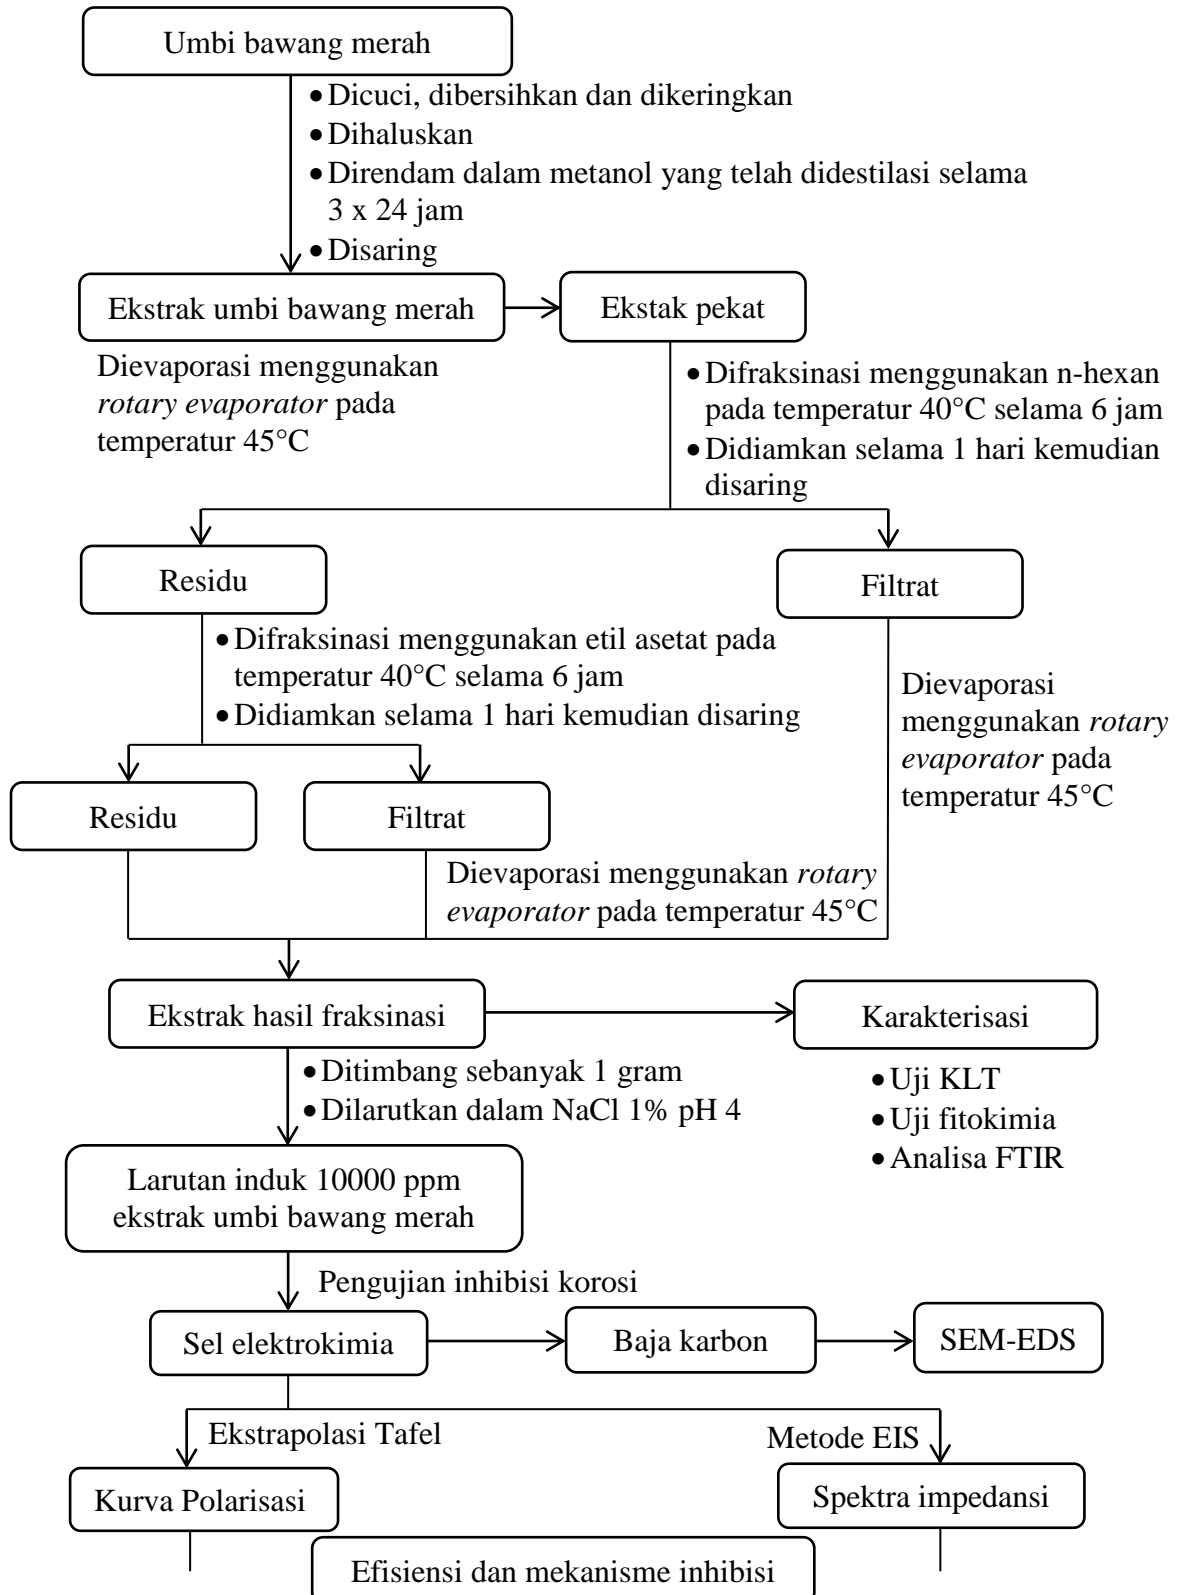 Umbi bawang merah
• Dicuci, dibersihkan dan dikeringkan
• Dihaluskan
• Direndam dalam metanol yang telah didestilasi selama
3 x 24 jam
• Disaring
Ekstrak umbi bawang merah
Ekstak pekat
Dievaporasi menggunakan
rotary evaporator pada
temperatur 45°C
• Difraksinasi menggunakan n-hexan
pada temperatur 40°C selama 6 jam
• Didiamkan selama 1 hari kemudian
disaring
Residu
Filtrat
• Difraksinasi menggunakan etil asetat pada
temperatur 40°C selama 6 jam
• Didiamkan selama 1 hari kemudian disaring
Dievaporasi
menggunakan rotary
evaporator pada
temperatur 45°C
Residu
Filtrat
Dievaporasi menggunakan rotary
evaporator pada temperatur 45°C
Ekstrak hasil fraksinasi
Karakterisasi
• Ditimbang sebanyak 1 gram
• Dilarutkan dalam NaCl 1% pH 4
• Uji KLT
• Uji fitokimia
• Analisa FTIR
Larutan induk 10000 ppm
ekstrak umbi bawang merah
Pengujian inhibisi korosi
Sel elektrokimia
Baja karbon
SEM-EDS
Ekstrapolasi Tafel
Metode EIS
Kurva Polarisasi
Spektra impedansi
Efisiensi dan mekanisme inhibisi